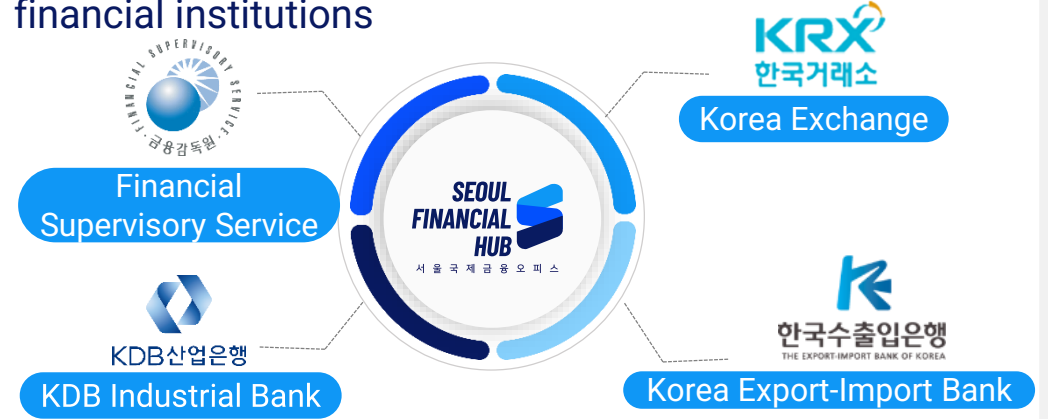 financial institutions
FINANCIAL SUPERVISORY SERVICE
· 금융감독원 ·
Financial
Supervisory Service
KRX
한국거래소
Korea Exchange
SEOUL
FINANCIAL
HUB
서울국제금융오피스
KDB산업은행
KDB Industrial Bank
한국수출입은행
THE EXPORT-IMPORT BANK OF KOREA
Korea Export-Import Bank